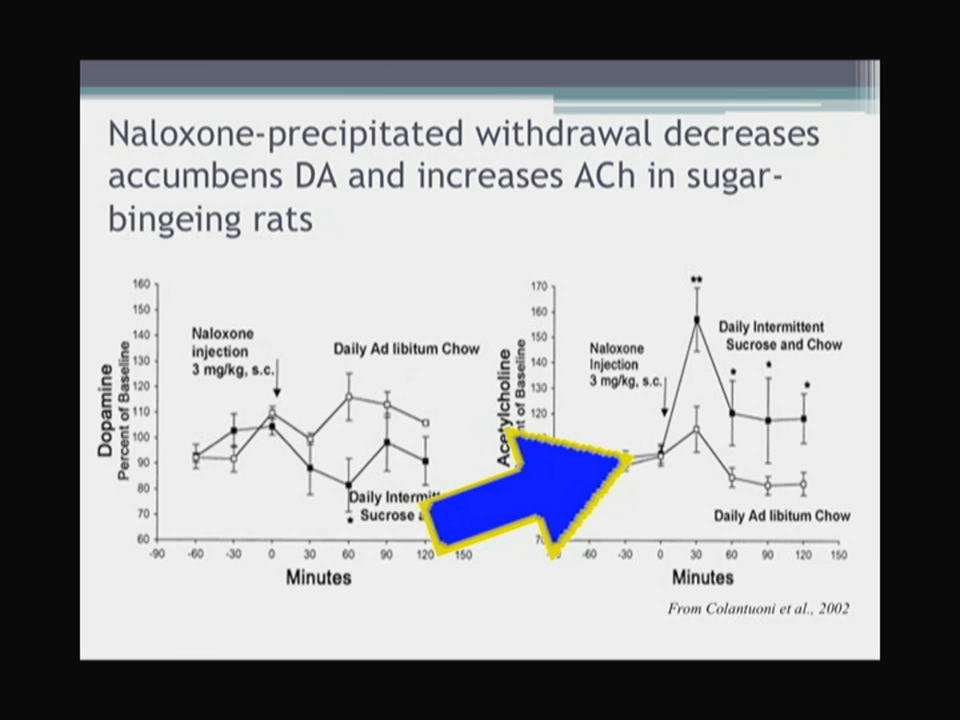 Naloxone-precipitated withdrawal decreases
accumbens DA and increases ACh in sugar-
bingeing rats
160
150
140
130
120
110
100
90
80
70
60
Dopamine
Percent of Baseline
Naloxone
injection
3 mg/kg, s.c.
Daily Ad libitum Chow
Daily
Sucrose
*
-90 -60 -30 0 30 60 90 120 150
Minutes
170
160
150
140
130
120
Acetylcholine
of Baseline
Naloxone
Injection
3 mg/kg, s.c.
**
Daily Intermittent
Sucrose and Chow
* * *
Daily Ad libitum Chow
-60 -30 0 30 60 90 120 150
Minutes
From Colantuoni et al., 2002